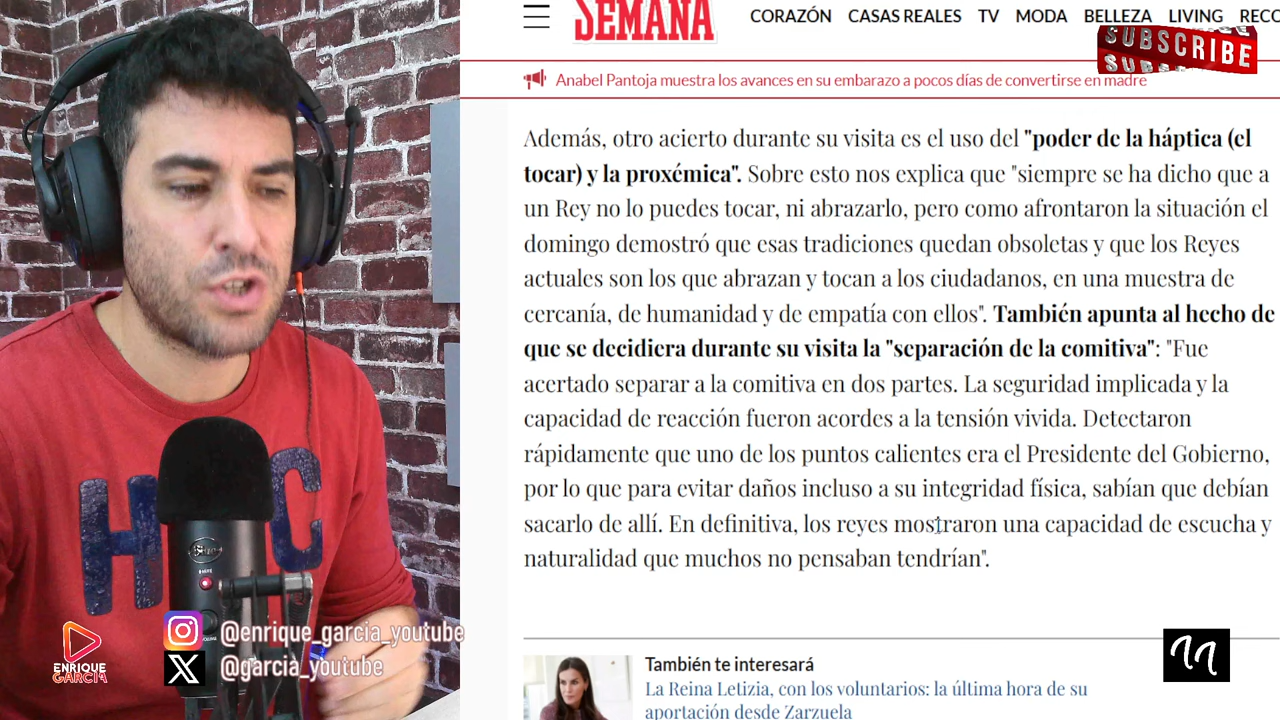 SEMANA
CORAZÓN CASAS REALES TV MODA BELLEZA LIVING RECO
SUBSCRIBE
Anabel Pantoja muestra los avances en su embarazo a pocos días de convertirse en madre
Además, otro acierto durante su visita es el uso del "poder de la háptica (el
tocar) y la proxémica". Sobre esto nos explica que "siempre se ha dicho que a
un Rey no lo puedes tocar, ni abrazarlo, pero como afrontaron la situación el
domingo demostró que esas tradiciones quedan obsoletas y que los Reyes
actuales son los que abrazan y tocan a los ciudadanos, en una muestra de
cercanía, de humanidad y de empatía con ellos". También apunta al hecho de
que se decidiera durante su visita la "separación de la comitiva": "Fue
acertado separar a la comitiva en dos partes. La seguridad implicada y la
capacidad de reacción fueron acordes a la tensión vivida. Detectaron
rápidamente que uno de los puntos calientes era el Presidente del Gobierno,
por lo que para evitar daños incluso a su integridad física, sabían que debían
sacarlo de allí. En definitiva, los reyes mostraron una capacidad de escucha y
naturalidad que muchos no pensaban tendrían".
También te interesará
La Reina Letizia, con los voluntarios: la última hora de su
aportación desde Zarzuela
ENRIQUE
GARCIA
@enrique_garcia_youtube
@garcia_youtube